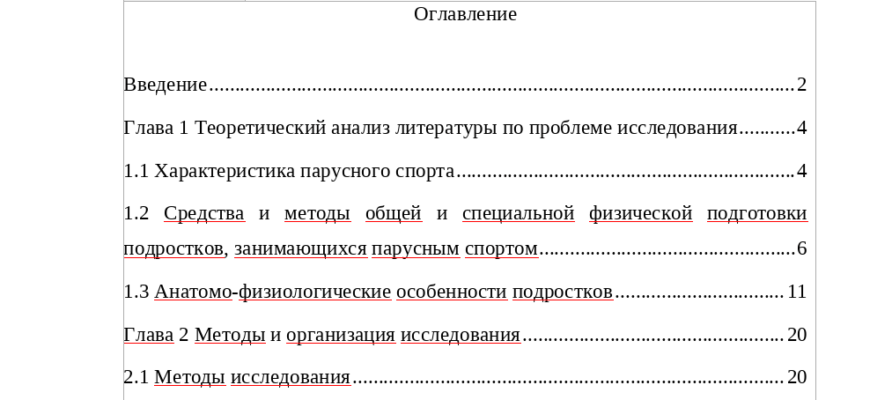 Оглавление
Введение........................................................................................................2
Глава 1 Теоретический анализ литературы по проблеме исследования...........4
1.1 Характеристика парусного спорта............................................................4
1.2 Средства и методы общей и специальной физической подготовки
подростков, занимающихся парусным спортом.............................................6
1.3 Анатомо-физиологические особенности подростков..............................11
Глава 2 Методы и организация исследования..............................................20
2.1 Методы исследования............................................................................20